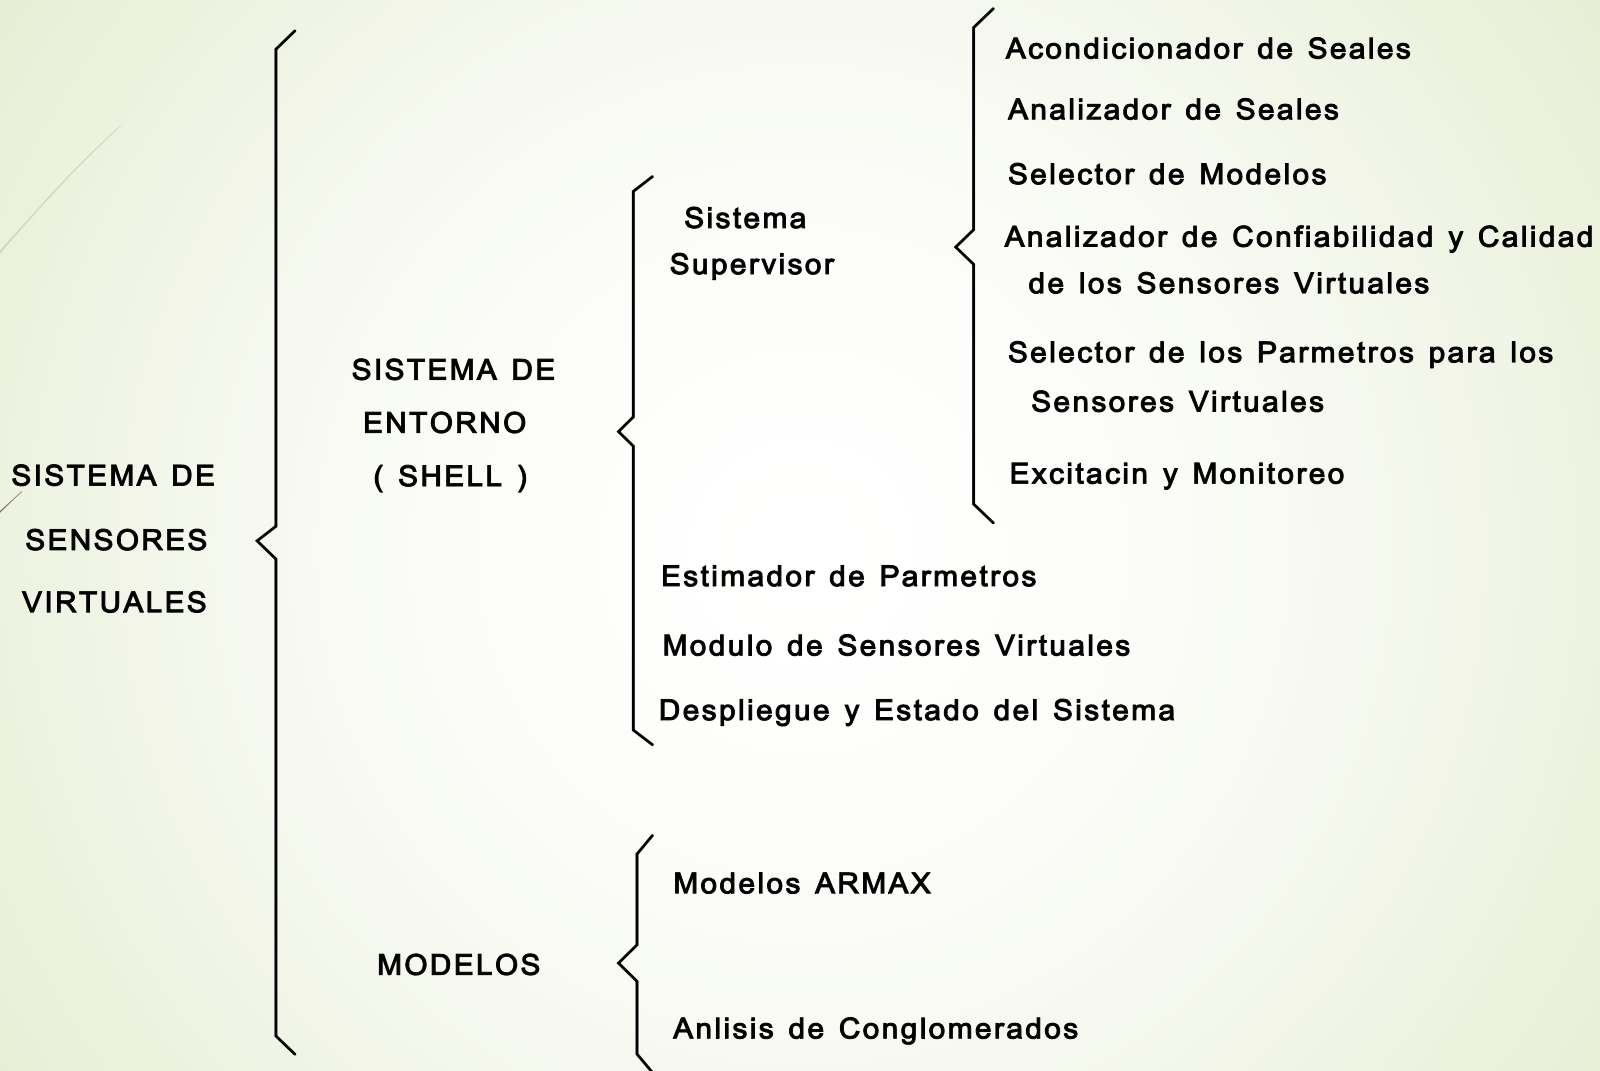 SISTEMA DE
SENSORES
VIRTUALES
SISTEMA DE
ENTORNO
( SHELL )
Sistema
Supervisor
Acondicionador de Seales
Analizador de Seales
Selector de Modelos
Analizador de Confiabilidad y Calidad
de los Sensores Virtuales
Selector de los Parmetros para los
Sensores Virtuales
Excitacin y Monitoreo
Estimador de Parmetros
Modulo de Sensores Virtuales
Despliegue y Estado del Sistema
MODELOS
Modelos ARMAX
Anlisis de Conglomerados